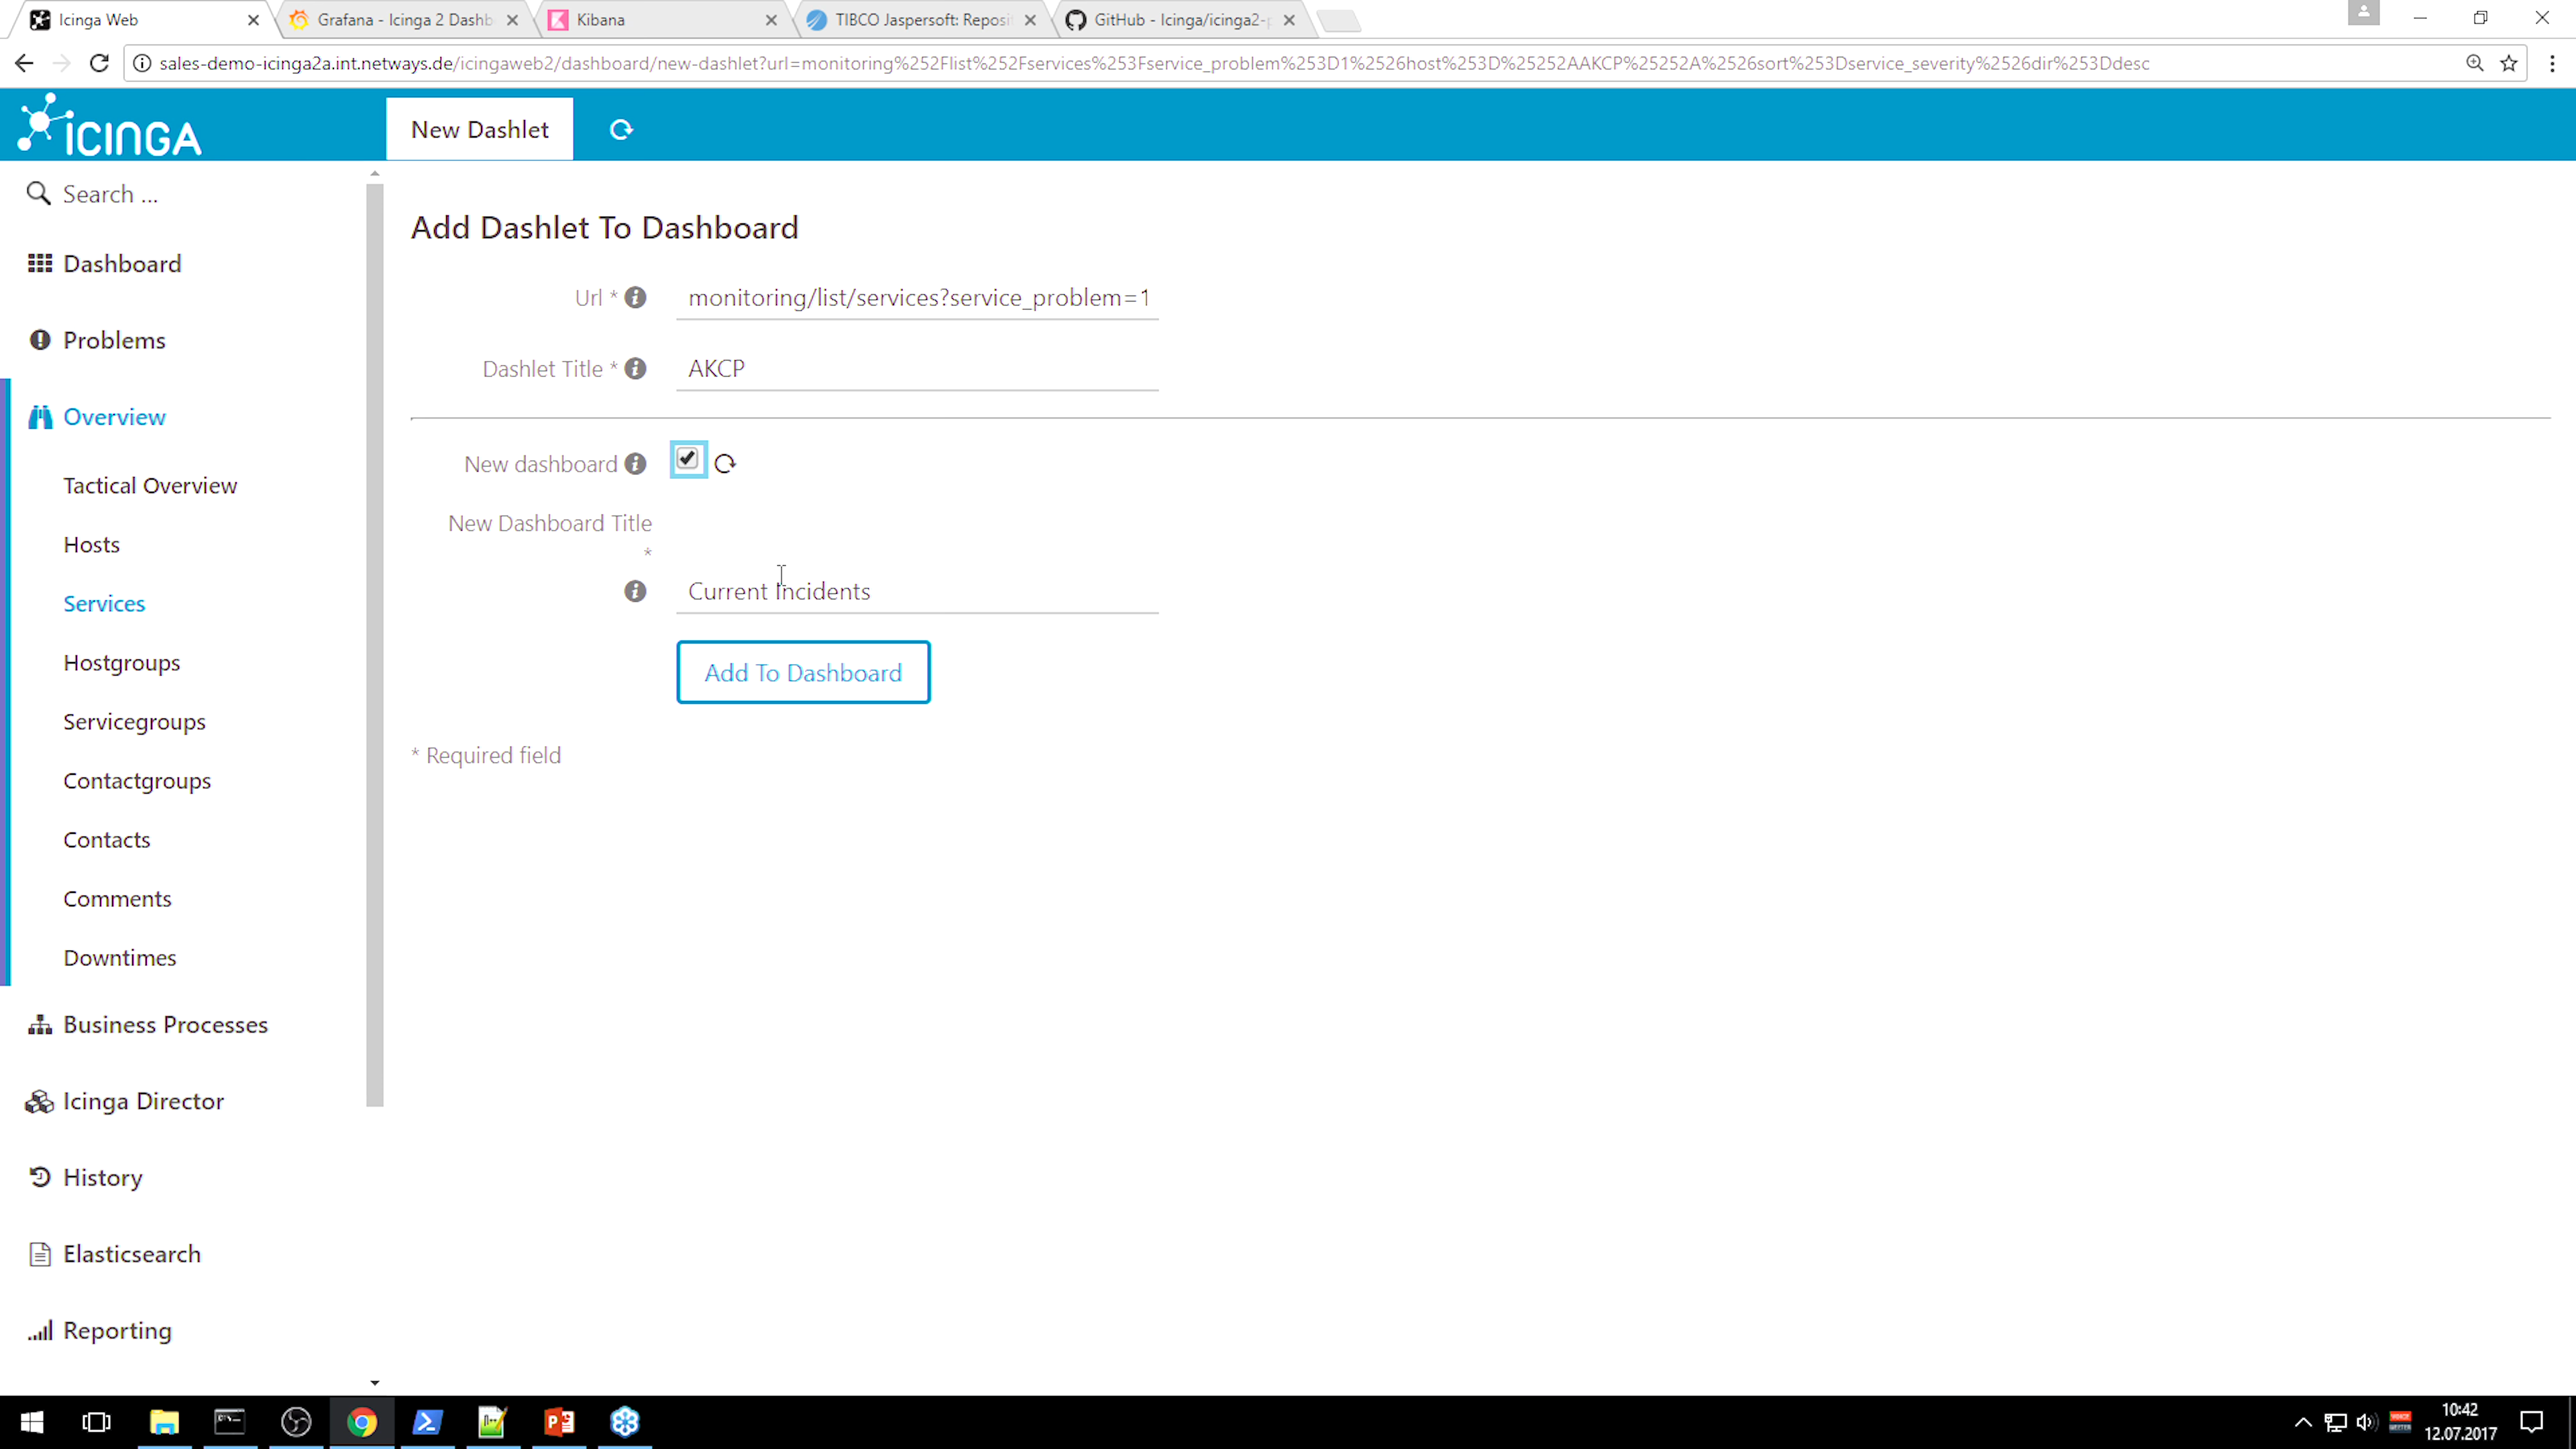 Icinga Web
Grafana - Icinga 2 Dashb
Kibana
TIBCO Jaspersoft: Reposi
GitHub - Icinga/icinga2-
sales-demo-icinga2a.int.netways.de/icingaweb2/dashboard/new-dashlet?url=monitoring%252Flist%252Fservices%253Fservice_problem%253D1%2526host%253D%25252AAKCP%25252A%2526sort%253Dservice_severity%2526dir%253Ddesc
ICINGA
New Dashlet
Search ...
Dashboard
Problems
Overview
Tactical Overview
Hosts
Services
Hostgroups
Servicegroups
Contactgroups
Contacts
Comments
Downtimes
Business Processes
Icinga Director
History
Elasticsearch
Reporting
Add Dashlet To Dashboard
Url * monitoring/list/services?service_problem=1
Dashlet Title * AKCP
New dashboard
New Dashboard Title
*
Current Incidents
Add To Dashboard
* Required field
10:42
12.07.2017